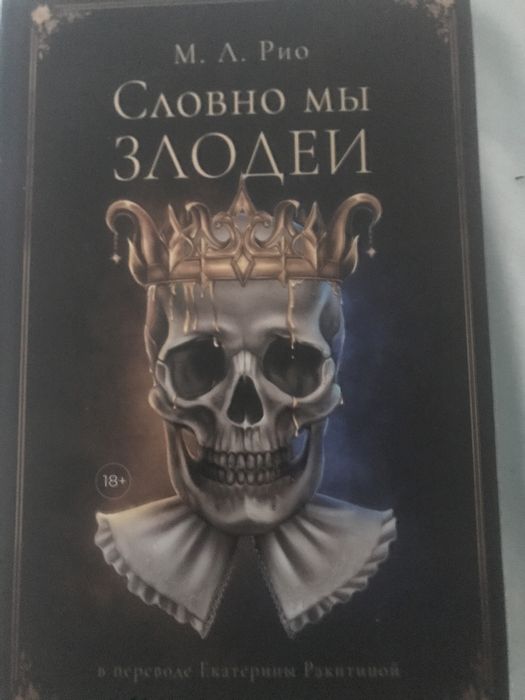 М. Л. Рио
Словно мы
злодеи
18+
в переводе Екатерины Ракитиной